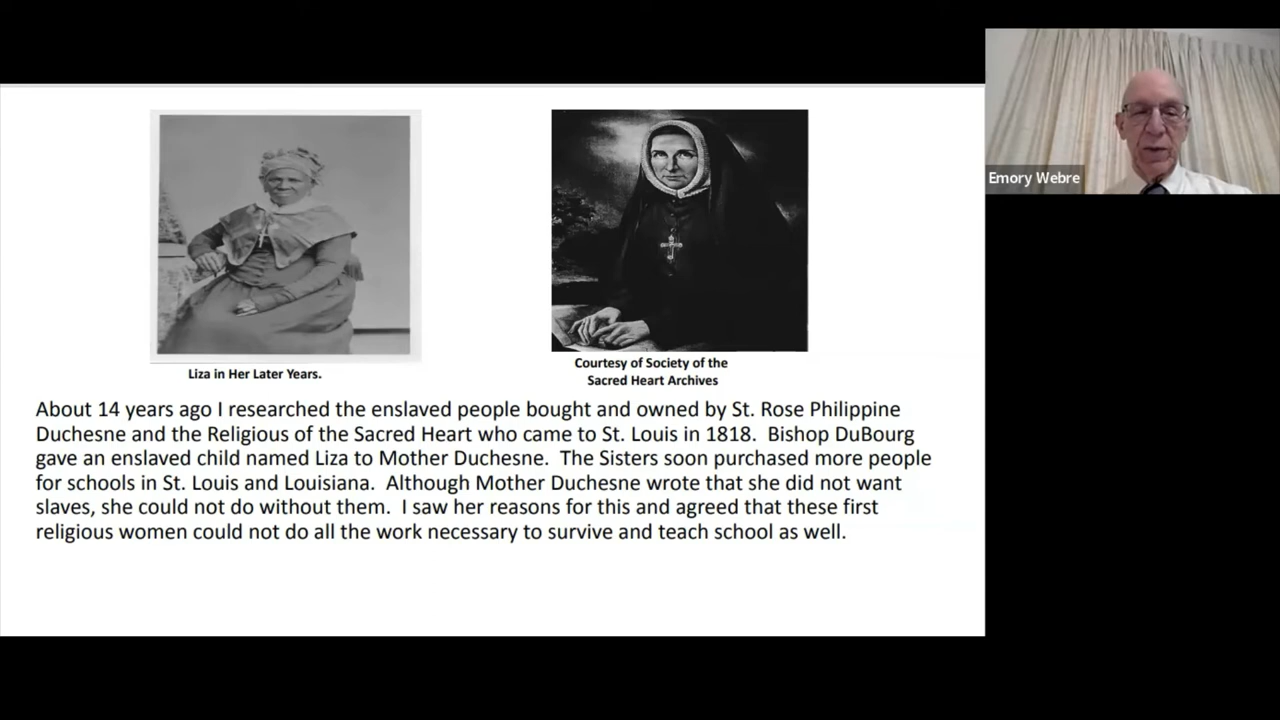 Emory Webre
Liza in Her Later Years.
Courtesy of Society of the
Sacred Heart Archives
About 14 years ago I researched the enslaved people bought and owned by St. Rose Philippine
Duchesne and the Religious of the Sacred Heart who came to St. Louis in 1818.  Bishop DuBourg
gave an enslaved child named Liza to Mother Duchesne.  The Sisters soon purchased more people
for schools in St. Louis and Louisiana.  Although Mother Duchesne wrote that she did not want
slaves, she could not do without them.  I saw her reasons for this and agreed that these first
religious women could not do all the work necessary to survive and teach school as well.